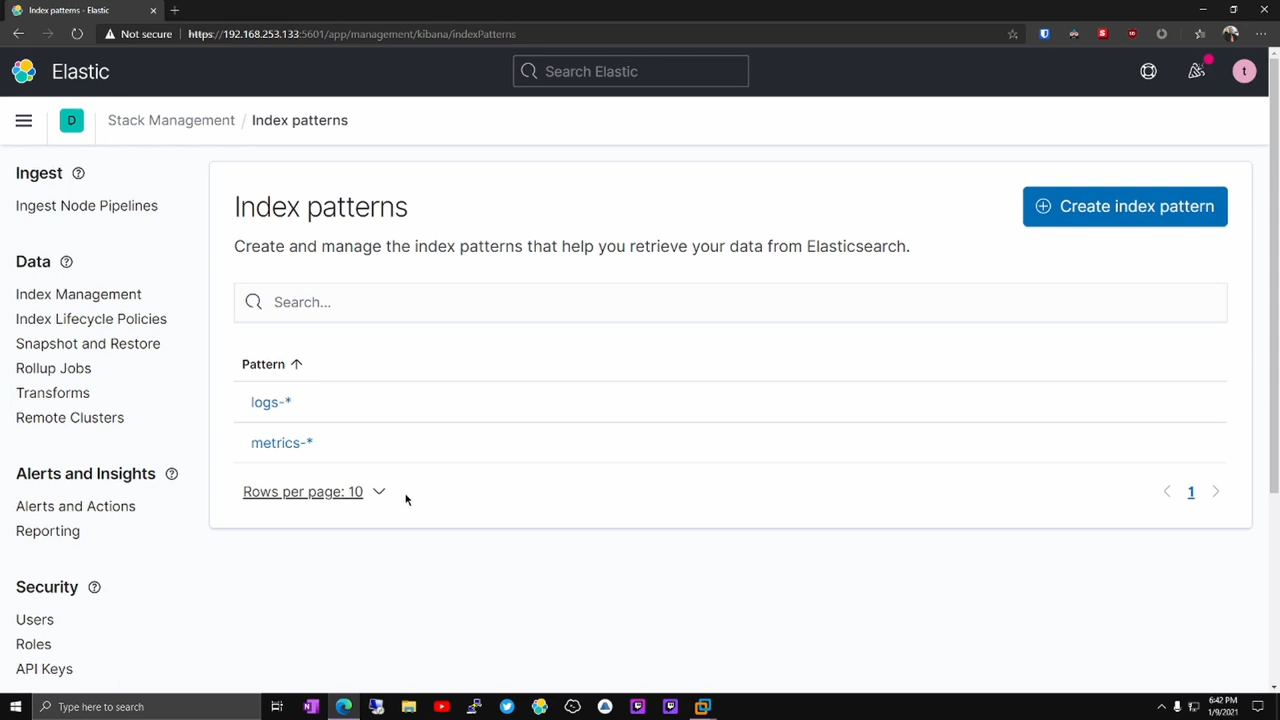 Index patterns - Elastic
Not secure
https://192.168.253.133:5601/app/management/kibana/indexPatterns
Elastic
Search Elastic
t
D
Stack Management / Index patterns
Ingest
Ingest Node Pipelines
Data
Index Management
Index Lifecycle Policies
Snapshot and Restore
Rollup Jobs
Transforms
Remote Clusters
Alerts and Insights
Alerts and Actions
Reporting
Security
Users
Roles
API Keys
Index patterns
Create index pattern
Create and manage the index patterns that help you retrieve your data from Elasticsearch.
Search...
Pattern
logs-*
metrics-*
Rows per page: 10
1
Type here to search
6:42 PM
1/9/2021